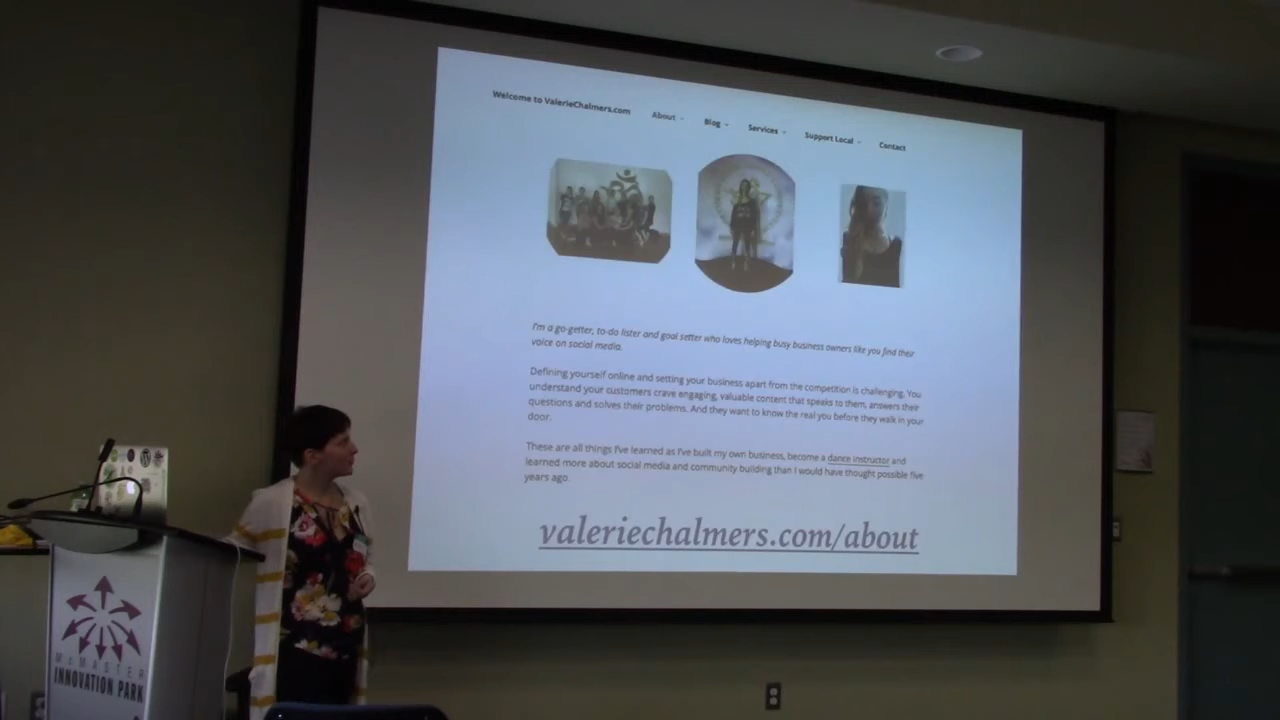 Welcome to ValerieChalmers.com About Blog Services Support Local Contact
I'm a go-getter, to-do lister and goal setter who loves helping busy business owners like you find their
voice on social media.
Defining yourself online and setting your business apart from the competition is challenging. You
understand your customers crave engaging, valuable content that speaks to them, answers their
questions and solves their problems. And they want to know the real you before they walk in your
door.
These are all things I've learned as I've built my own business, become a dance instructor and
learned more about social media and community building than I would have thought possible five
years ago.
valeriechalmers.com/about
McMASTER
INNOVATION PARK